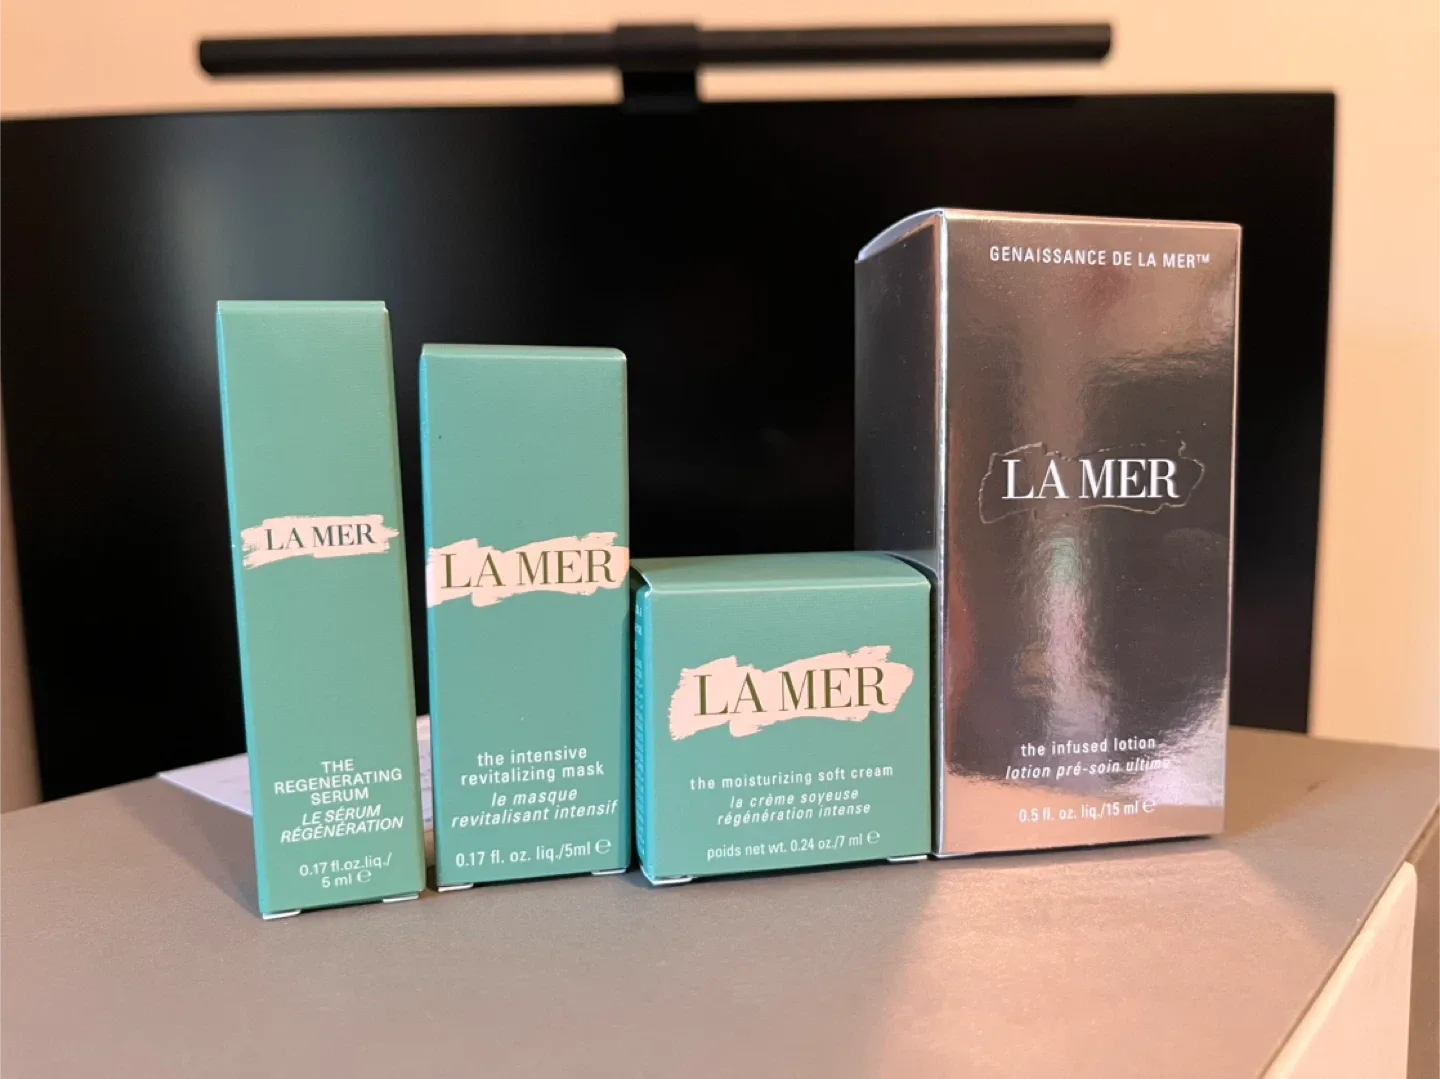 LA MER
THE
REGENERATING
SERUM
LE SÉRUM
RÉGÉNÉRATION
0.17 fl.oz.liq./
5 ml ℮
LA MER
the intensive
revitalizing mask
le masque
revitalisant intensif
0.17 fl. oz. liq./5ml ℮
LA MER
the moisturizing soft cream
la crème soyeuse
régénération intense
poids net wt. 0.24 oz./7 ml ℮
GENAISSANCE DE LA MER™
LA MER
the infused lotion
lotion pré-soin ultime
0.5 fl. oz. liq./15 ml ℮